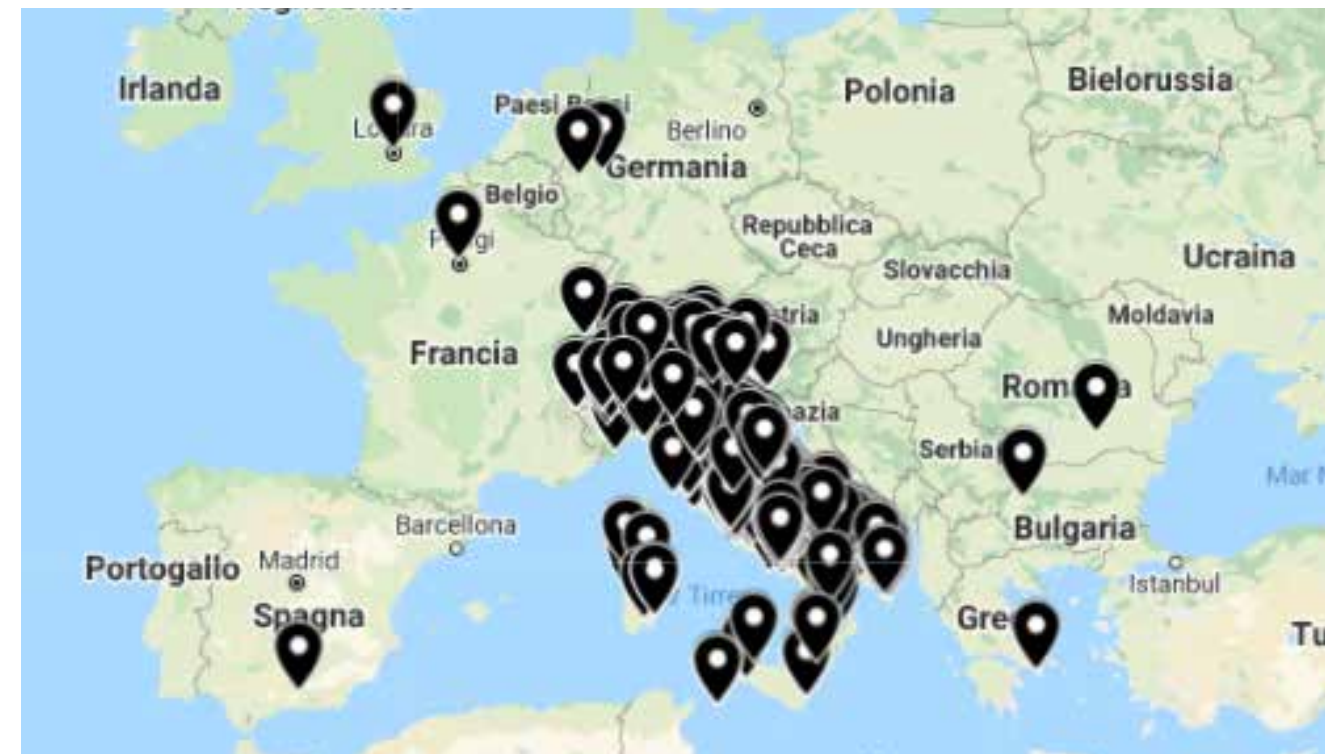 Irlanda
Polonia
Bielorussia
Paesi
Berlino
Germania
Belgio
Repubblica
Ceca
Slovacchia
Ucraina
Moldavia
Ungheria
Francia
Serbia
Barcellona
Bulgaria
Madrid
Portogallo
Istanbul
Spagna